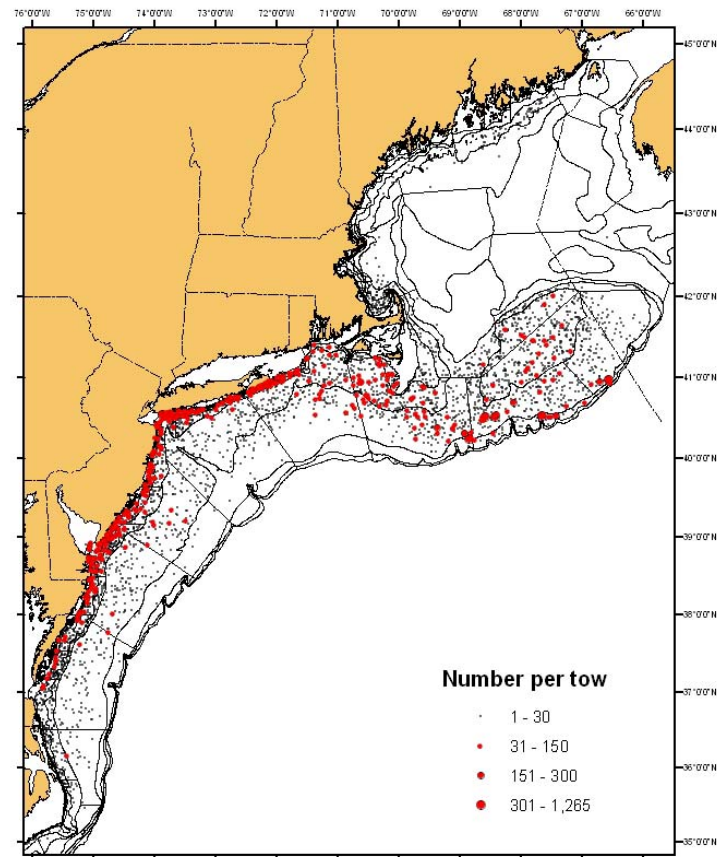 76°0'0"W 75°0'0"W 74°0'0"W 73°0'0"W 72°0'0"W 71°0'0"W 70°0'0"W 69°0'0"W 68°0'0"W 67°0'0"W 66°0'0"W
45°0'0"N
44°0'0"N
43°0'0"N
42°0'0"N
41°0'0"N
40°0'0"N
39°0'0"N
38°0'0"N
37°0'0"N
36°0'0"N
35°0'0"N
Number per tow
1 - 30
31 - 150
151 - 300
301 - 1,265